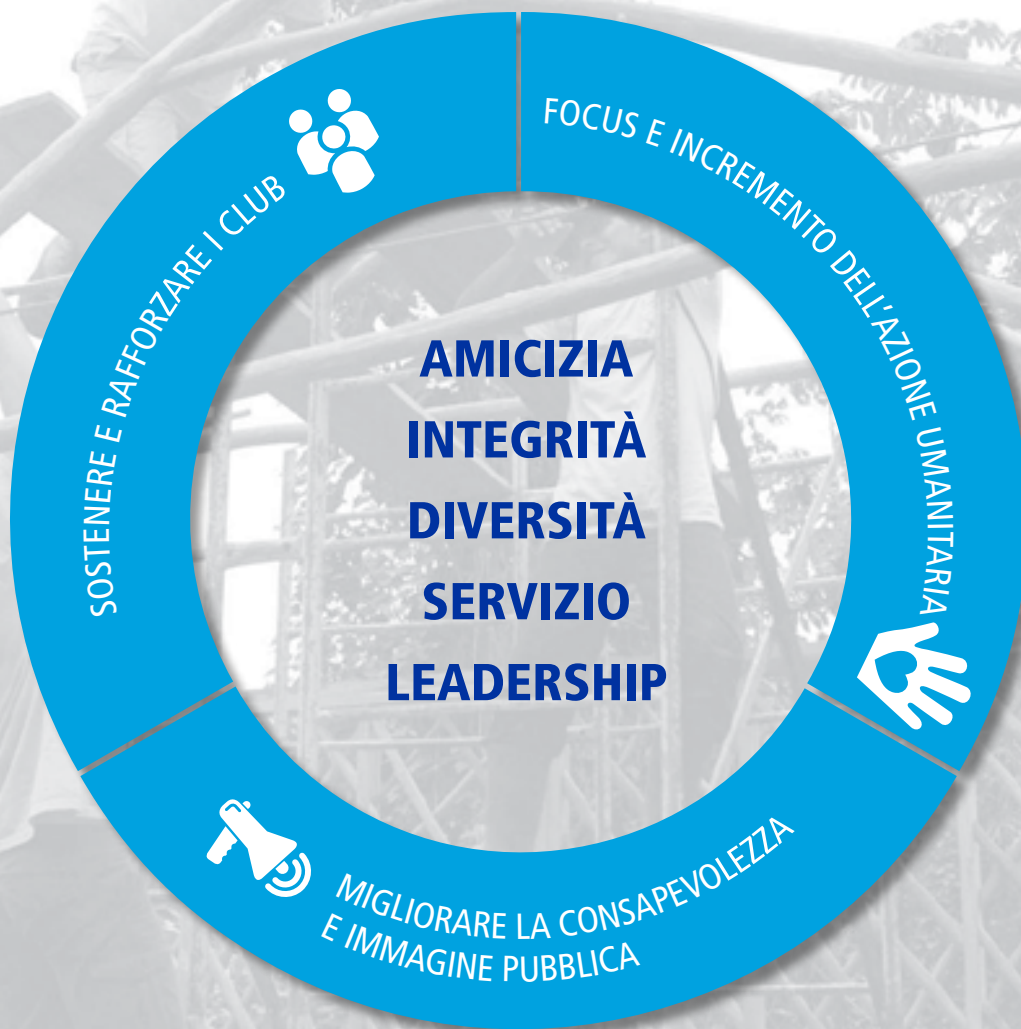 SOSTENERE E RAFFORZARE I CLUB
FOCUS E INCREMENTO DELL'AZIONE UMANITARIA
AMICIZIA
INTEGRITÀ
DIVERSITÀ
SERVIZIO
LEADERSHIP
MIGLIORARE LA CONSAPEVOLEZZA
E IMMAGINE PUBBLICA